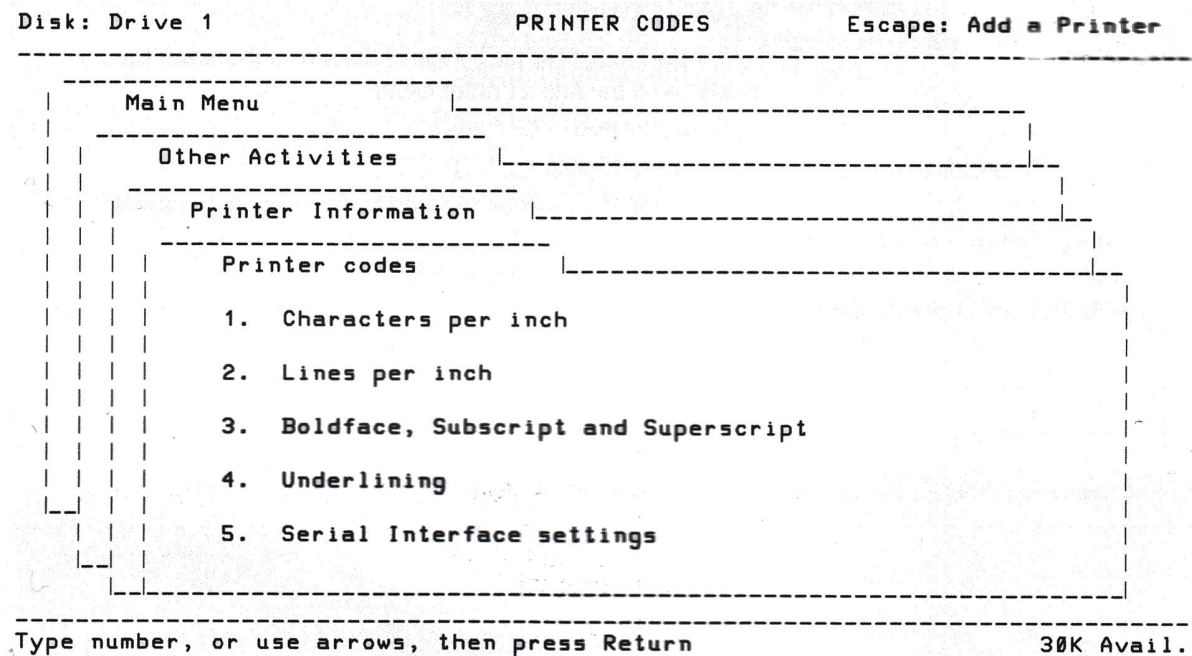 Disk: Drive 1 PRINTER CODES Escape: Add a Printer
Main Menu
Other Activities
Printer Information
Printer codes
1. Characters per inch
2. Lines per inch
3. Boldface, Subscript and Superscript
4. Underlining
5. Serial Interface settings
Type number, or use arrows, then press Return 30K Avail.